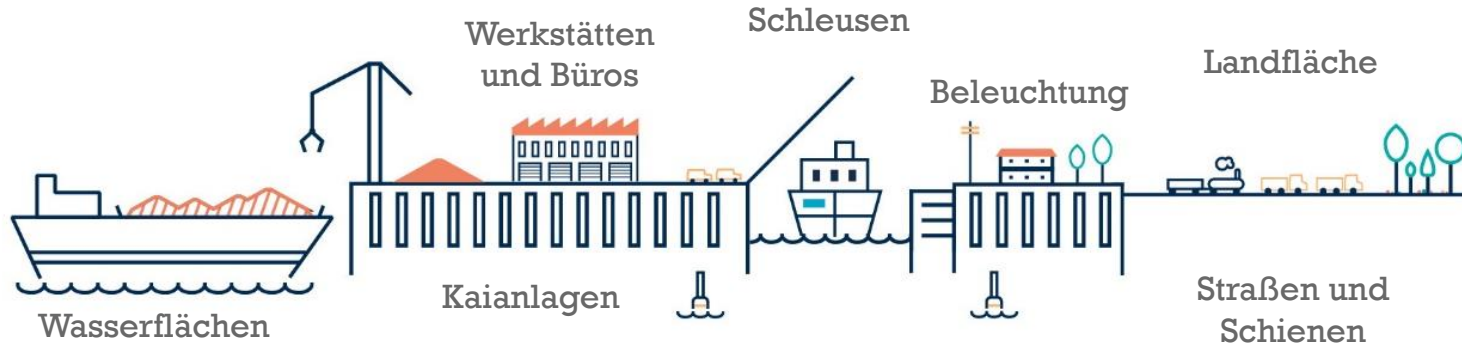 Werkstätten
und Büros
Schleusen
Beleuchtung
Landfläche
Wasserflächen
Kaianlagen
Straßen und
Schienen